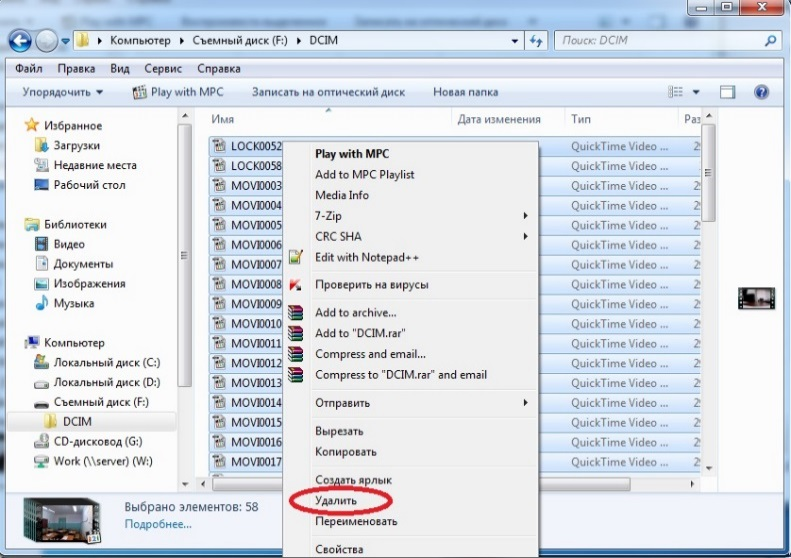 Компьютер ▸ Съемный диск (F:) ▸ DCIM
Поиск: DCIM
Файл Правка Вид Сервис Справка
Упорядочить Play with MPC Записать на оптический диск Новая папка
Избранное
Загрузки
Недавние места
Рабочий стол
Библиотеки
Видео
Документы
Изображения
Музыка
Компьютер
Локальный диск (C:)
Локальный диск (D:)
Съемный диск (F:)
DCIM
CD-дисковод (G:)
Work (\\server) (W:)
Имя Дата изменения Тип Раз
LOCK0052 QuickTime Video ... 2
LOCK0058 QuickTime Video ... 2
MOVI0003 QuickTime Video ... 2
MOVI0004 QuickTime Video ... 2
MOVI0005 QuickTime Video ... 2
MOVI0006 QuickTime Video ... 2
MOVI0007 QuickTime Video ... 2
MOVI0008 QuickTime Video ... 2
MOVI0009 QuickTime Video ... 2
MOVI0010 QuickTime Video ... 2
MOVI0011 QuickTime Video ... 2
MOVI0012 QuickTime Video ... 2
MOVI0013 QuickTime Video ... 2
MOVI0014 QuickTime Video ... 2
MOVI0015 QuickTime Video ... 2
MOVI0016 QuickTime Video ... 2
MOVI0017 QuickTime Video ... 2
Play with MPC
Add to MPC Playlist
Media Info
7-Zip
CRC SHA
Edit with Notepad++
Проверить на вирусы
Add to archive...
Add to "DCIM.rar"
Compress and email...
Compress to "DCIM.rar" and email
Отправить
Вырезать
Копировать
Создать ярлык
Удалить
Переименовать
Свойства
Выбрано элементов: 58
Подробнее...